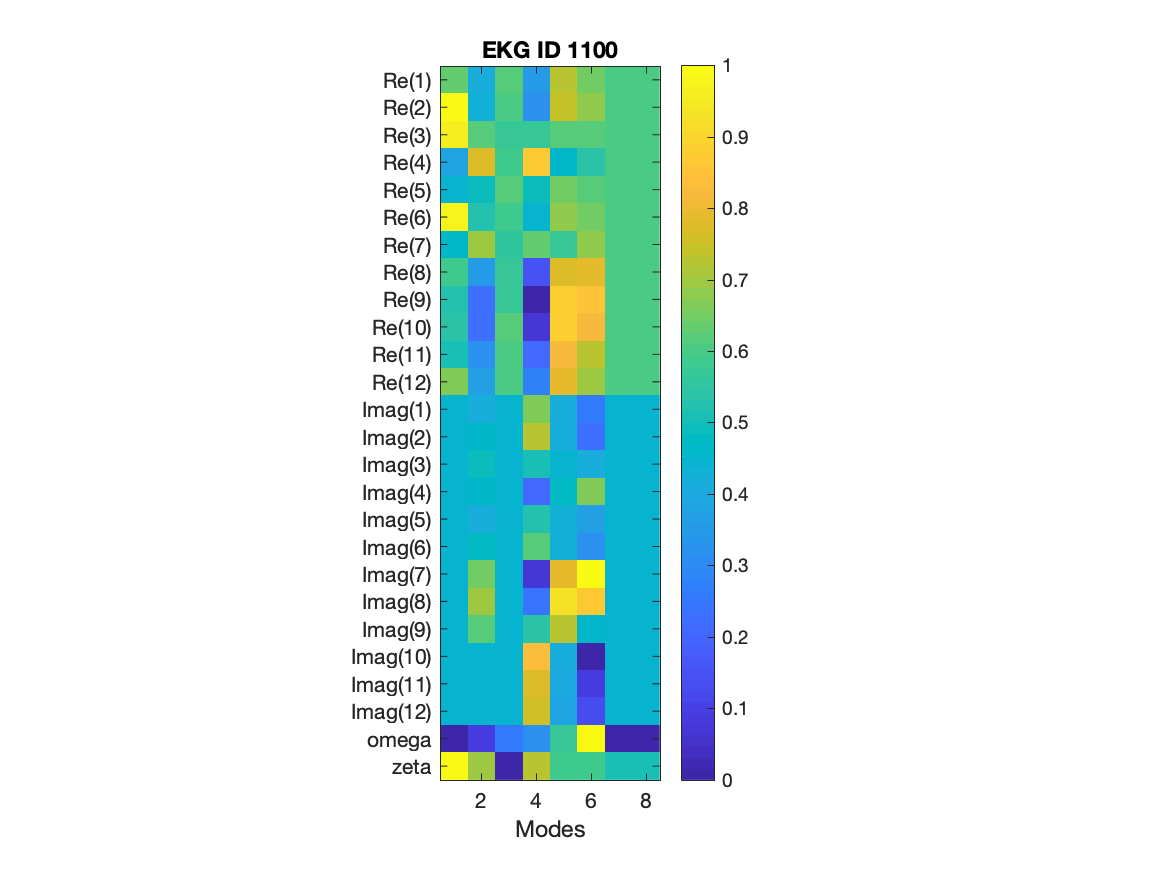 EKG ID 1100
Re(1)
Re(2)
Re(3)
Re(4)
Re(5)
Re(6)
Re(7)
Re(8)
Re(9)
Re(10)
Re(11)
Re(12)
Imag(1)
Imag(2)
Imag(3)
Imag(4)
Imag(5)
Imag(6)
Imag(7)
Imag(8)
Imag(9)
Imag(10)
Imag(11)
Imag(12)
omega
zeta
2 4 6 8
Modes
1
0.9
0.8
0.7
0.6
0.5
0.4
0.3
0.2
0.1
0